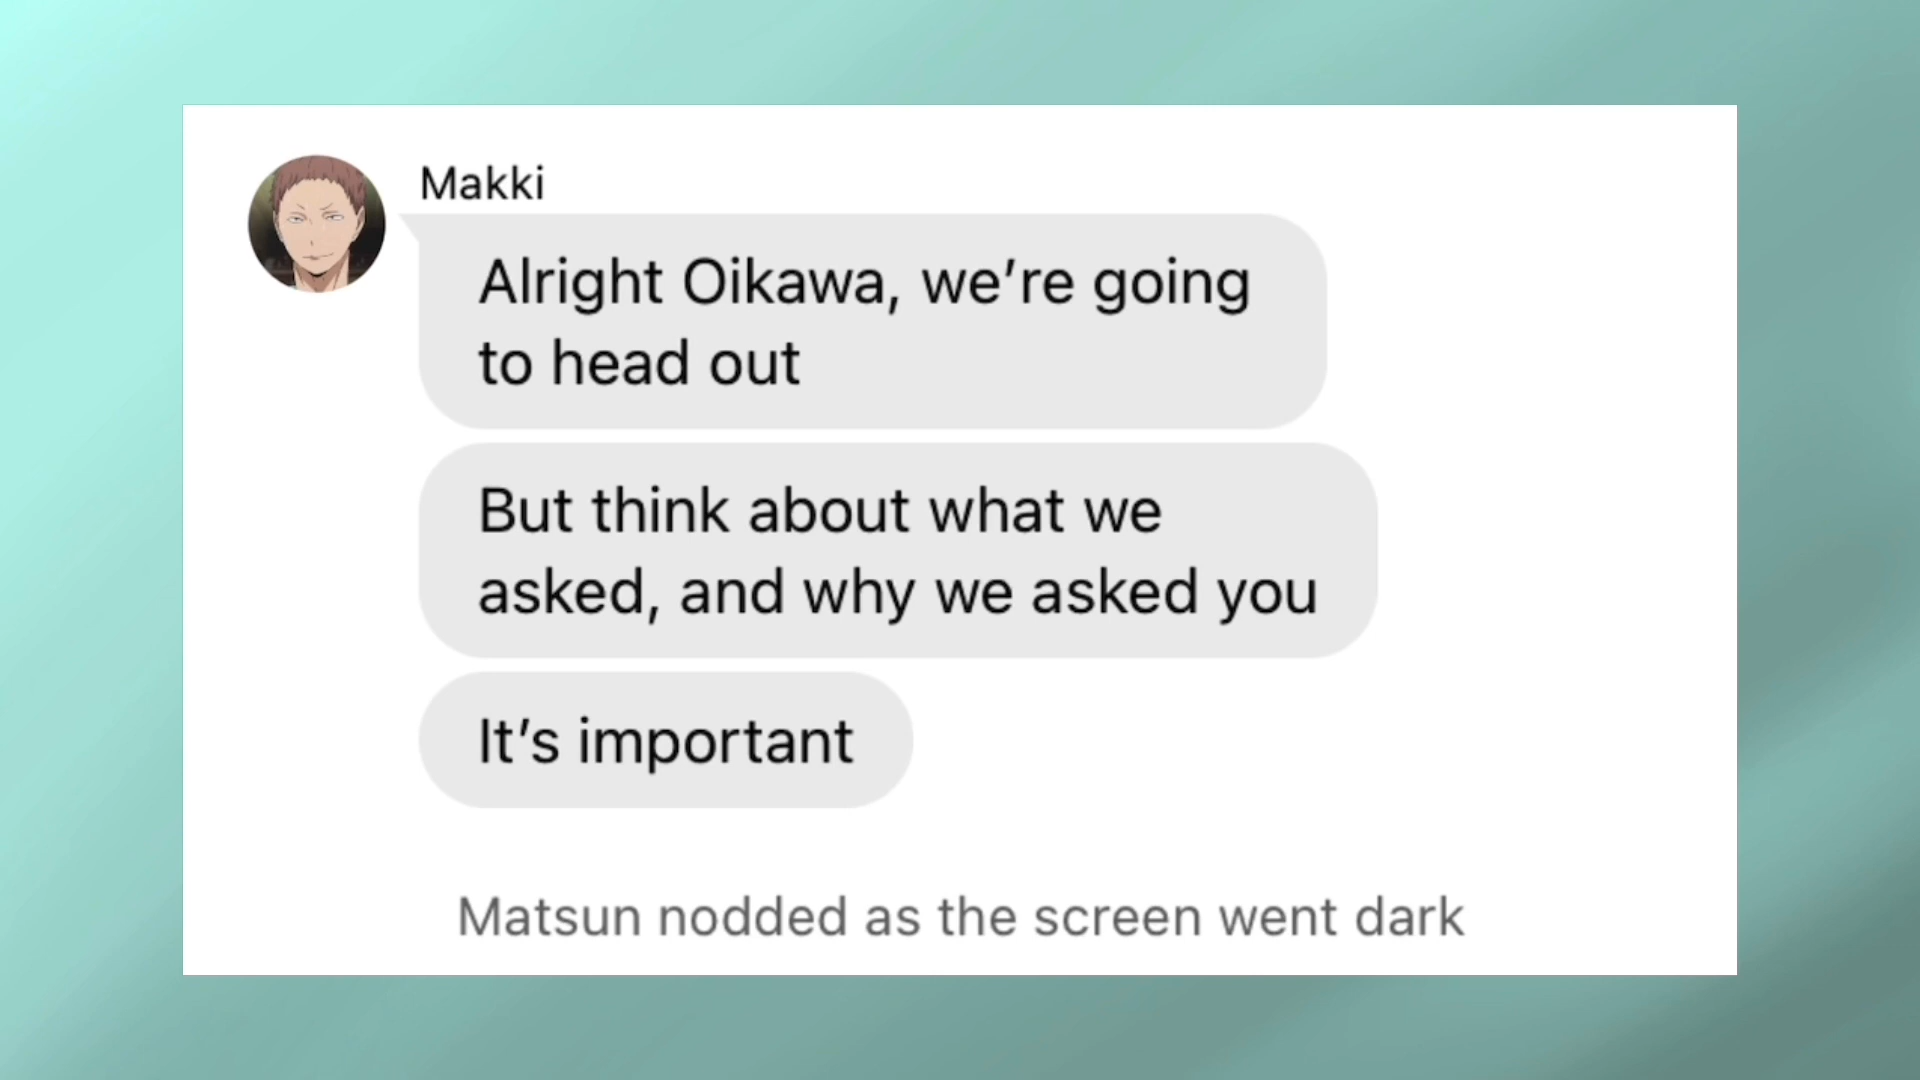 Makki
Alright Oikawa, we’re going
to head out
But think about what we
asked, and why we asked you
It’s important
Matsun nodded as the screen went dark